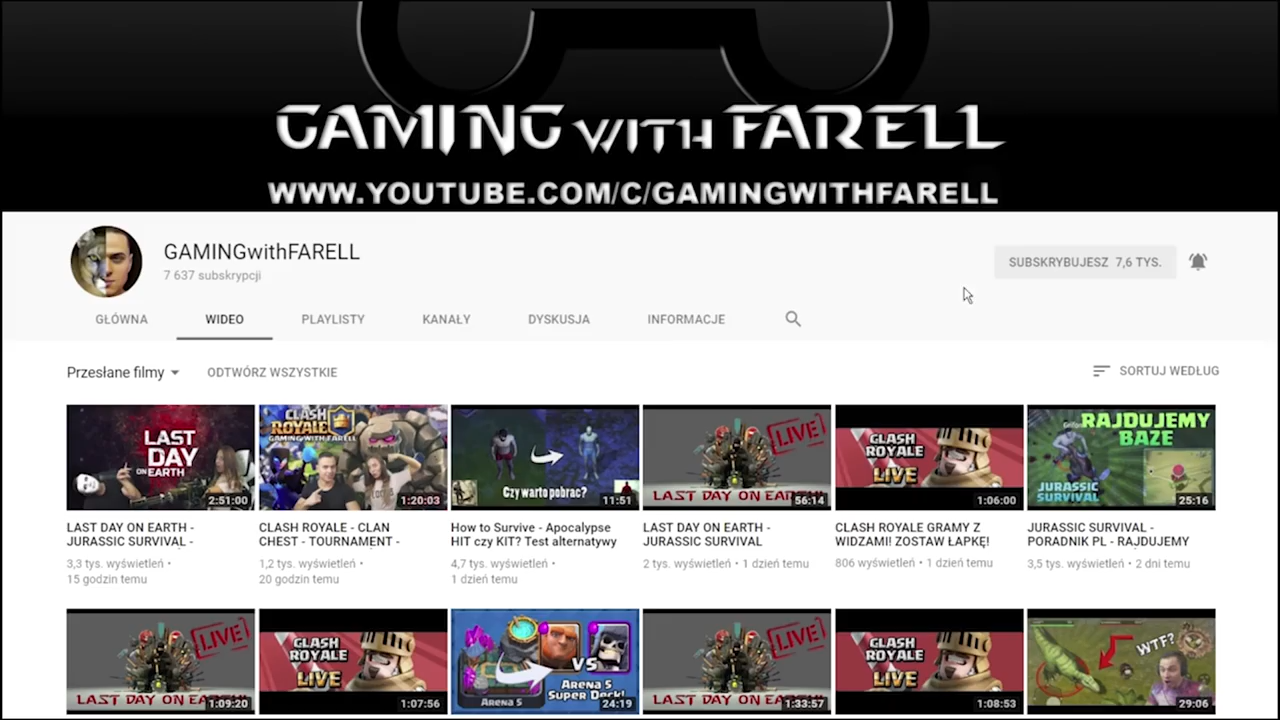 GAMING WITH FARELL
WWW.YOUTUBE.COM/C/GAMINGWITHFARELL
GAMINGwithFARELL
7 637 subskrypcji
SUBSKRYBUJESZ 7,6 TYS.
GŁÓWNA WIDEO PLAYLISTY KANAŁY DYSKUSJA INFORMACJE
Przesłane filmy ODTWÓRZ WSZYSTKIE SORTUJ WEDŁUG
LAST
DAY
ON EARTH
2:51:00
CLASH
ROYALE
GAMING WITH FARELL
1:20:03
Czy warto pobrać?
11:51
LIVE
LAST DAY ON
56:14
CLASH
ROYALE
LIVE
1:06:00
RAJDUJEMY
BAZE
JURASSIC
SURVIVAL
25:16
LAST DAY ON EARTH -
JURASSIC SURVIVAL -
3,3 tys. wyświetleń •
15 godzin temu
CLASH ROYALE - CLAN
CHEST - TOURNAMENT -
1,2 tys. wyświetleń •
20 godzin temu
How to Survive - Apocalypse
HIT czy KIT? Test alternatywy
4,7 tys. wyświetleń •
1 dzień temu
LAST DAY ON EARTH -
JURASSIC SURVIVAL
2 tys. wyświetleń • 1 dzień temu
CLASH ROYALE GRAMY Z
WIDZAMI! ZOSTAW ŁAPKĘ!
806 wyświetleń • 1 dzień temu
JURASSIC SURVIVAL -
PORADNIK PL - RAJDUJEMY
3,5 tys. wyświetleń • 2 dni temu
LIVE
LAST DAY ON
1:09:20
CLASH
ROYALE
LIVE
1:07:56
VS
Arena 5
Super Deck!
Arena 5
24:19
LIVE
LAST DAY ON
1:33:57
CLASH
ROYALE
LIVE
1:08:53
WTF?
29:06